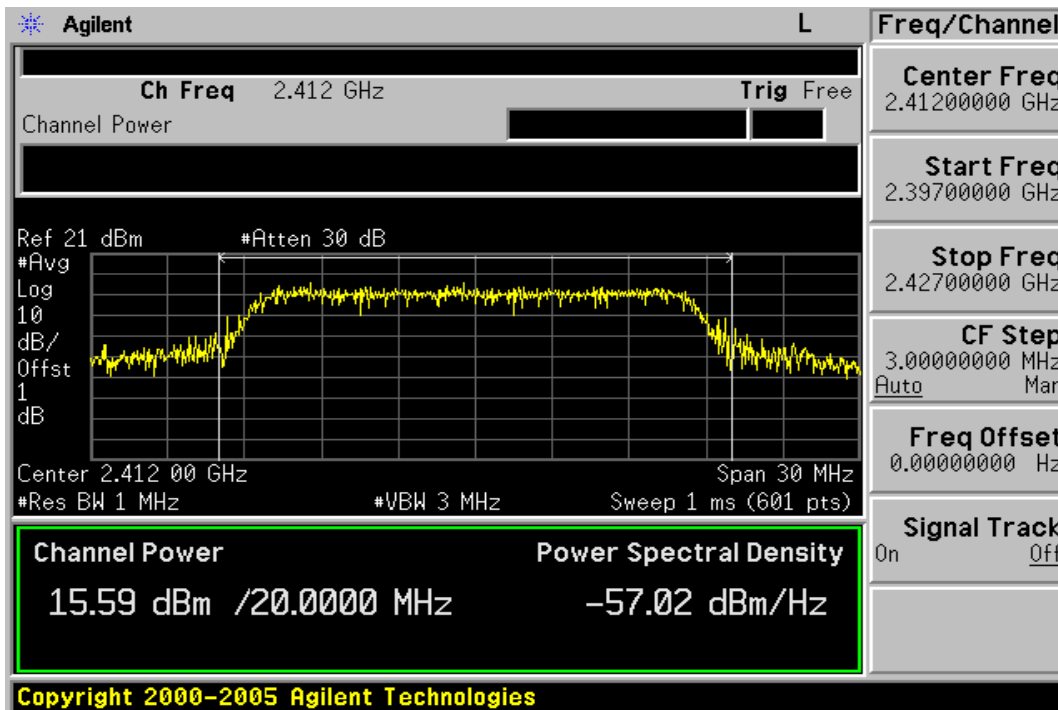 Agilent L
Freq/Channel
Ch Freq 2.412 GHz Trig Free
Channel Power
Ref 21 dBm #Atten 30 dB
#Avg
Log
10
dB/
Offst
1
dB
Center 2.412 00 GHz Span 30 MHz
#Res BW 1 MHz #VBW 3 MHz Sweep 1 ms (601 pts)
Channel Power Power Spectral Density
15.59 dBm /20.0000 MHz -57.02 dBm/Hz
Copyright 2000-2005 Agilent Technologies
Center Freq
2.41200000 GHz
Start Freq
2.39700000 GHz
Stop Freq
2.42700000 GHz
CF Step
3.00000000 MHz
Auto Man
Freq Offset
0.00000000 Hz
Signal Track
On Off